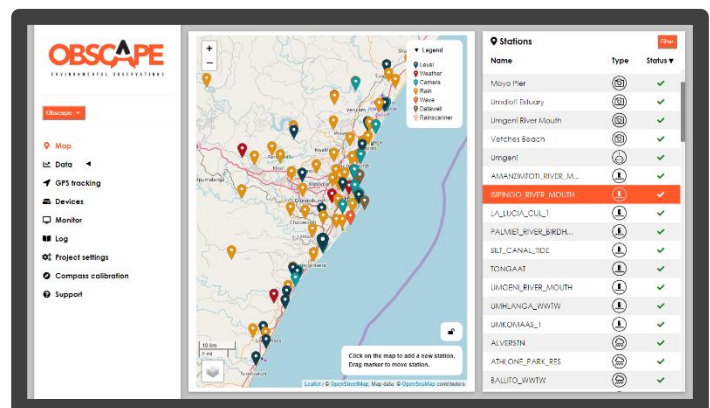 OBSCAPE
ENVIRONMENTAL OBSERVATIONS
Obscape
Map
Data
GPS tracking
Devices
Monitor
Log
Project settings
Compass calibration
Support
+
−
Legend
Level
Weather
Camera
Rain
Wave
Datawell
Rainscanner
10 km
5 mi
Click on the map to add a new station.
Drag marker to move station.
Leaflet | © OpenStreetMap, Map data: © OpenSeaMap contributors
Stations
Filter
Name Type Status
Moyo Pier
Umdloti Estuary
Umgeni River Mouth
Vetches Beach
Umgeni
AMANZIMTOTI_RIVER_M...
ISIPINGO_RIVER_MOUTH
LA_LUCIA_CUL_1
PALMIET_RIVER_BIRDH...
SILT_CANAL_TIDE
TONGAAT
UMGENI_RIVER_MOUTH
UMHLANGA_WWTW
UMKOMAAS_1
ALVERSTN
ATHLONE_PARK_RES
BALLITO_WWTW